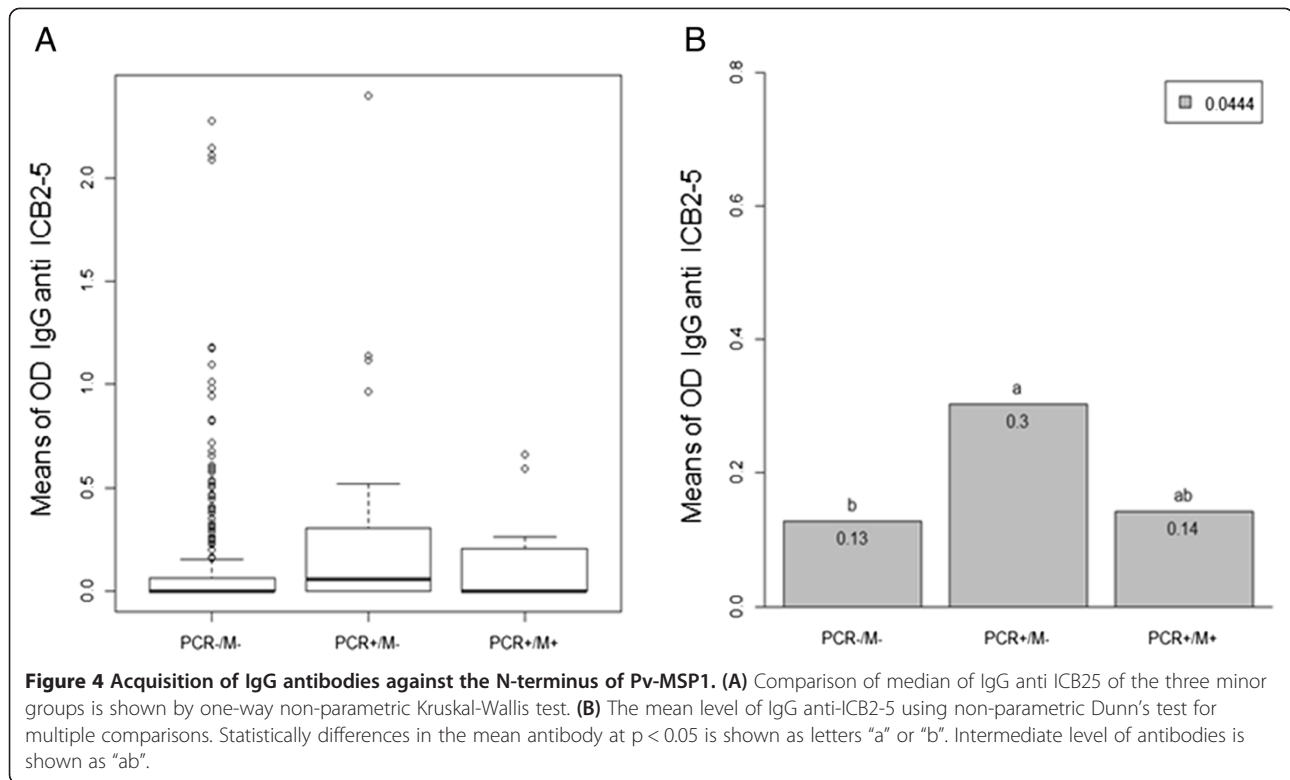 A
Means of OD IgG anti ICB2-5
2.0
1.5
1.0
0.5
0.0
PCR-/M-
PCR+/M-
PCR+/M+
B
Means of OD IgG anti ICB2-5
0.8
0.6
0.4
0.2
0.0
0.0444
b
0.13
a
0.3
ab
0.14
PCR-/M-
PCR+/M-
PCR+/M+
Figure 4 Acquisition of IgG antibodies against the N-terminus of Pv-MSP1. (A) Comparison of median of IgG anti ICB25 of the three minor
groups is shown by one-way non-parametric Kruskal-Wallis test. (B) The mean level of IgG anti-ICB2-5 using non-parametric Dunn's test for
multiple comparisons. Statistically differences in the mean antibody at p < 0.05 is shown as letters "a" or "b". Intermediate level of antibodies is
shown as "ab".